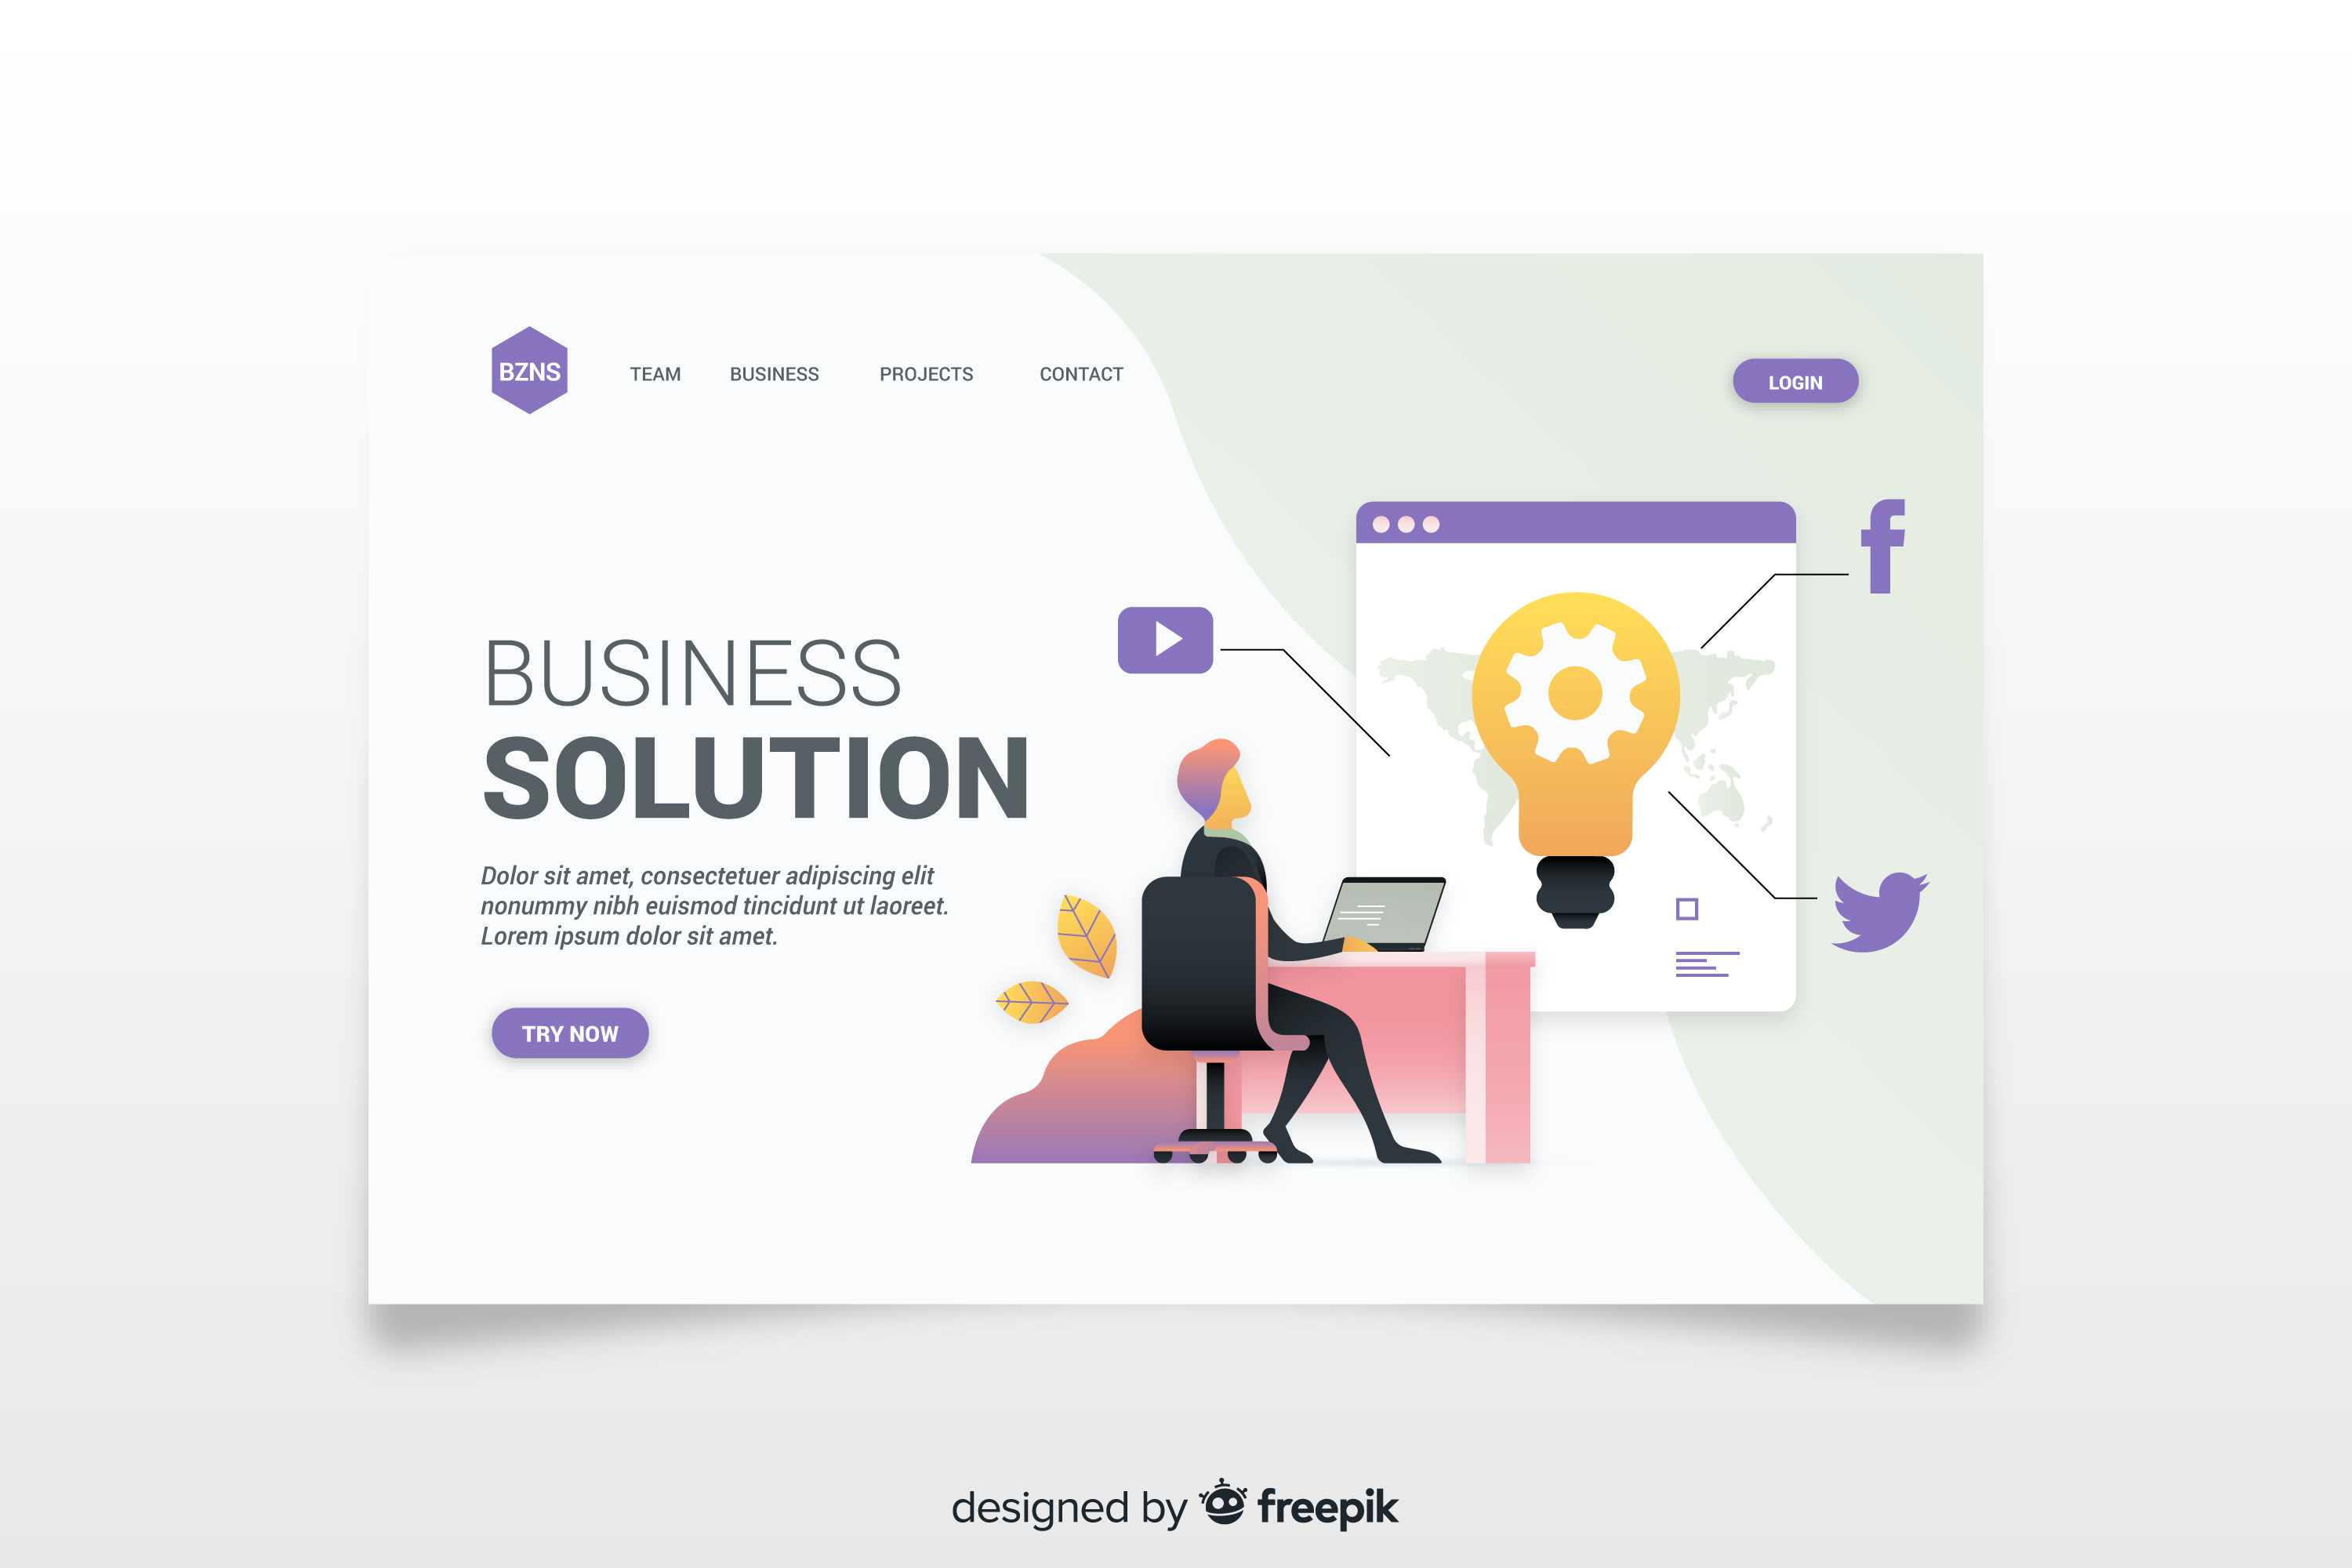 BZNS
TEAM BUSINESS PROJECTS CONTACT
LOGIN
BUSINESS
SOLUTION
Dolor sit amet, consectetuer adipiscing elit
nonummy nibh euismod tincidunt ut laoreet.
Lorem ipsum dolor sit amet.
TRY NOW
designed by freepik